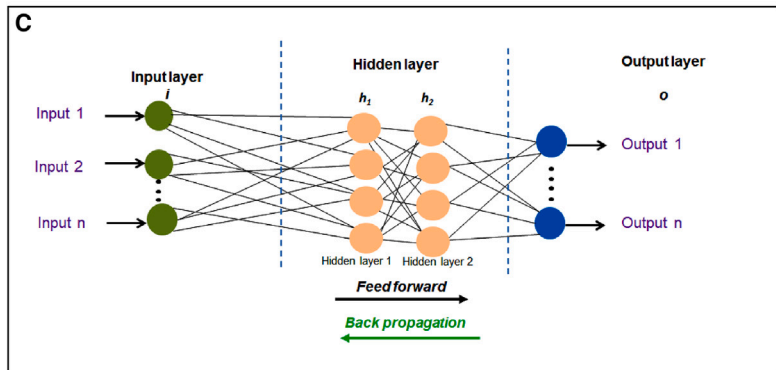 C
Input layer
i
Hidden layer
h1
h2
Output layer
o
Input 1
Input 2
Input n
Output 1
Output n
Hidden layer 1
Hidden layer 2
Feed forward
Back propagation